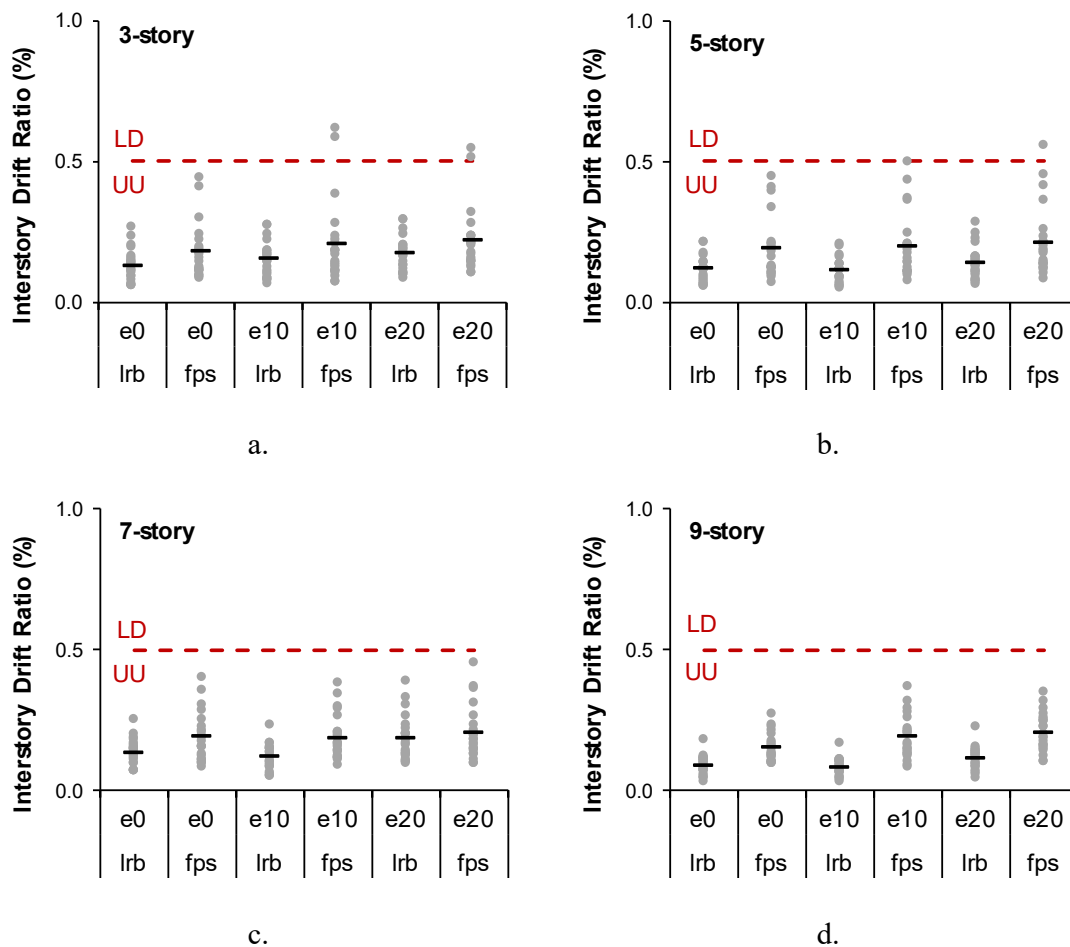 3-story
Interstory Drift Ratio (%)
1.0
0.5
0.0
LD
UU
e0 e0 e10 e10 e20 e20
lrb fps lrb fps lrb fps
a.
5-story
Interstory Drift Ratio (%)
1.0
0.5
0.0
LD
UU
e0 e0 e10 e10 e20 e20
lrb fps lrb fps lrb fps
b.
7-story
Interstory Drift Ratio (%)
1.0
0.5
0.0
LD
UU
e0 e0 e10 e10 e20 e20
lrb fps lrb fps lrb fps
c.
9-story
Interstory Drift Ratio (%)
1.0
0.5
0.0
LD
UU
e0 e0 e10 e10 e20 e20
lrb fps lrb fps lrb fps
d.